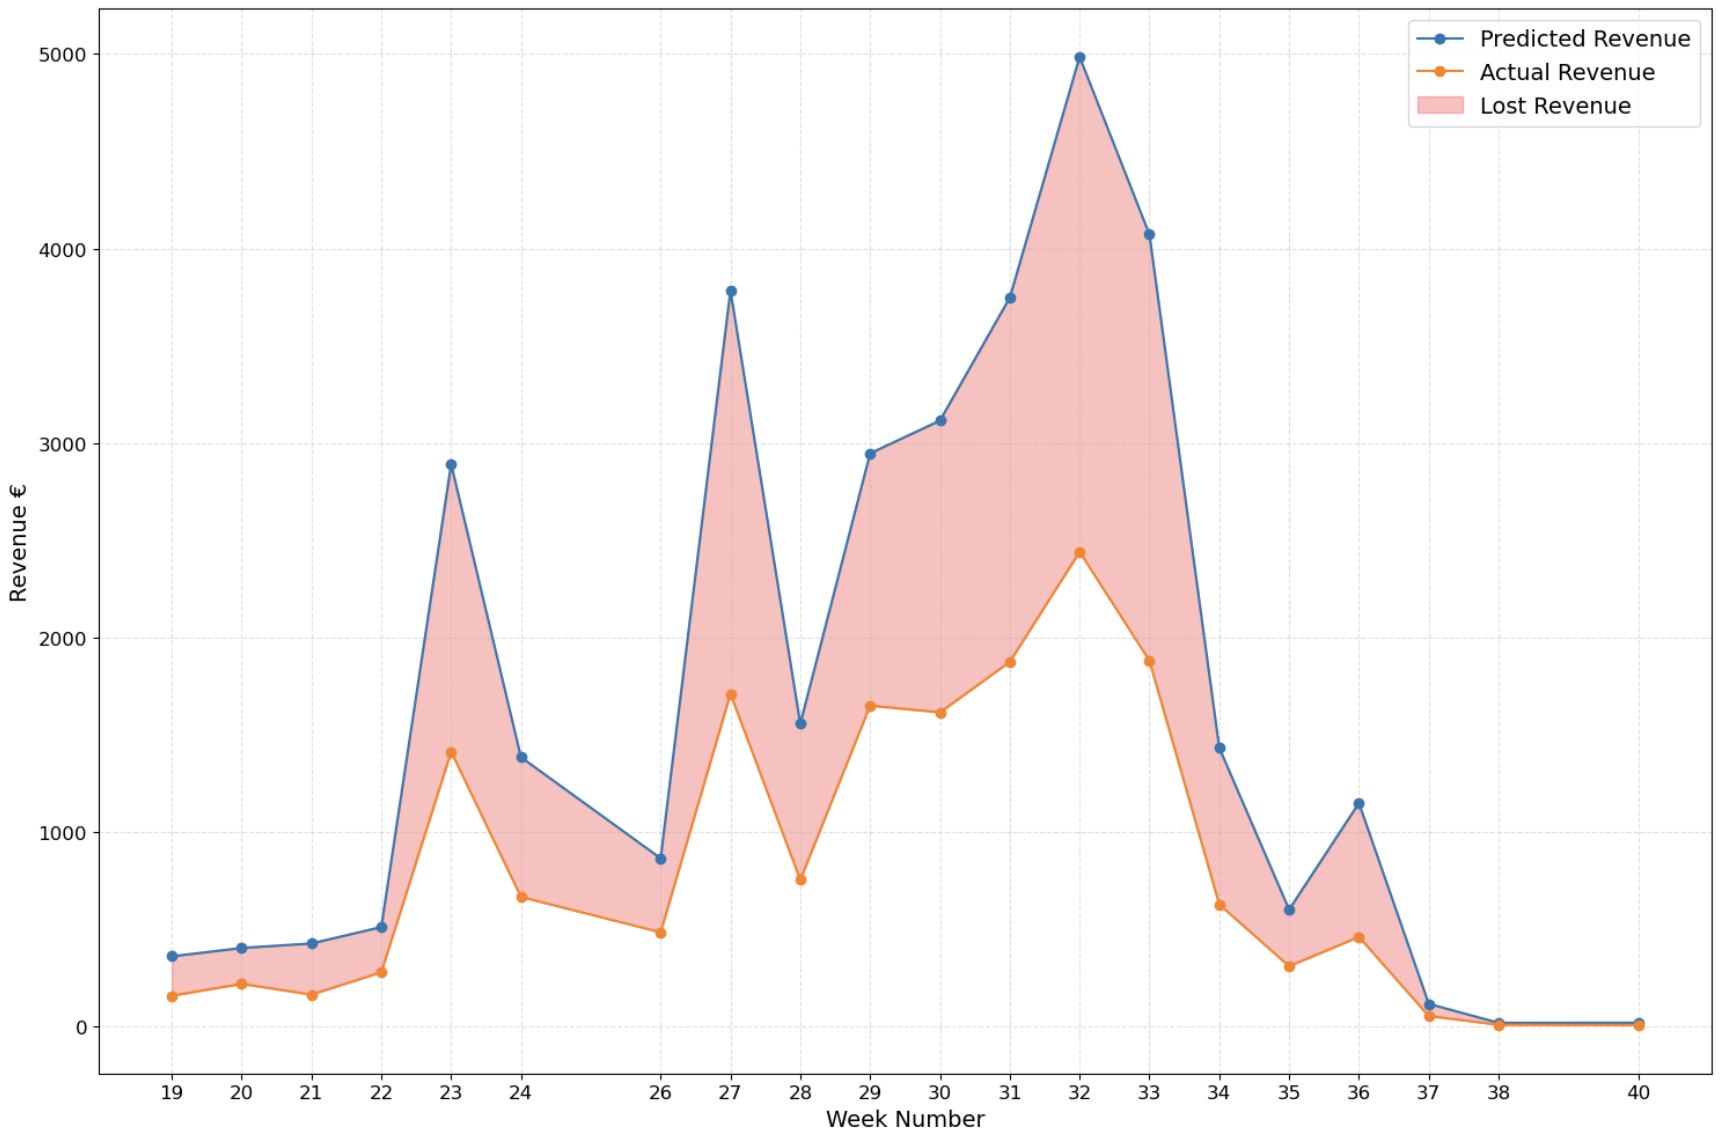 Predicted Revenue
Actual Revenue
Lost Revenue
5000
4000
3000
2000
1000
0
Revenue €
19 20 21 22 23 24 26 27 28 29 30 31 32 33 34 35 36 37 38 40
Week Number